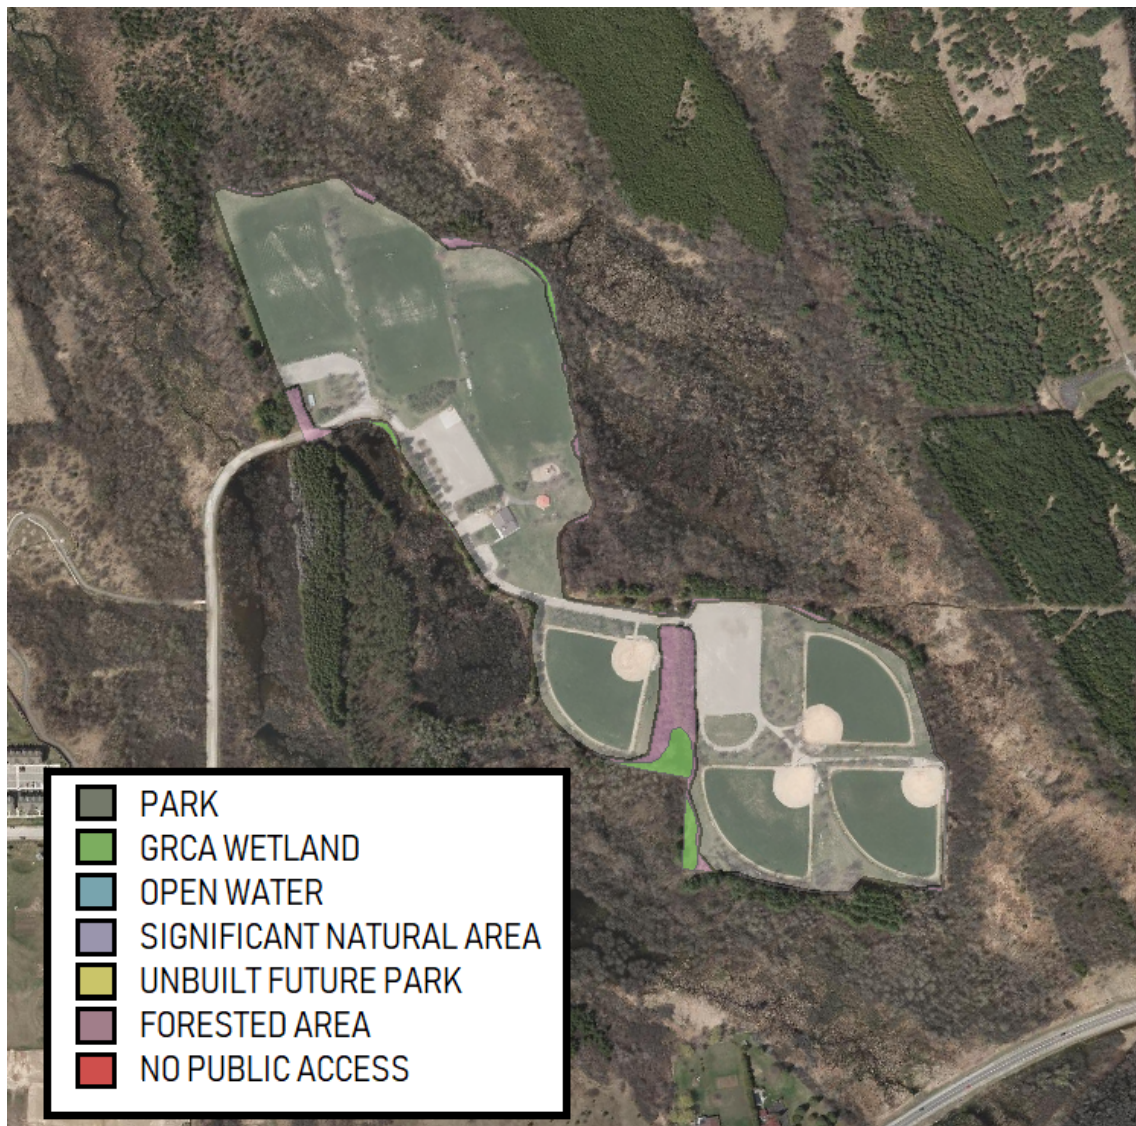 PARK
GRCA WETLAND
OPEN WATER
SIGNIFICANT NATURAL AREA
UNBUILT FUTURE PARK
FORESTED AREA
NO PUBLIC ACCESS